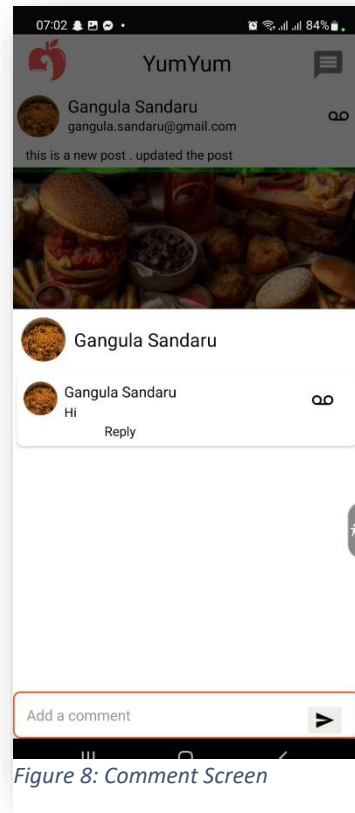 07:02
84%
YumYum
Gangula Sandaru
gangula.sandaru@gmail.com
this is a new post . updated the post
Gangula Sandaru
Gangula Sandaru
Hi
Reply
Add a comment
Figure 8: Comment Screen